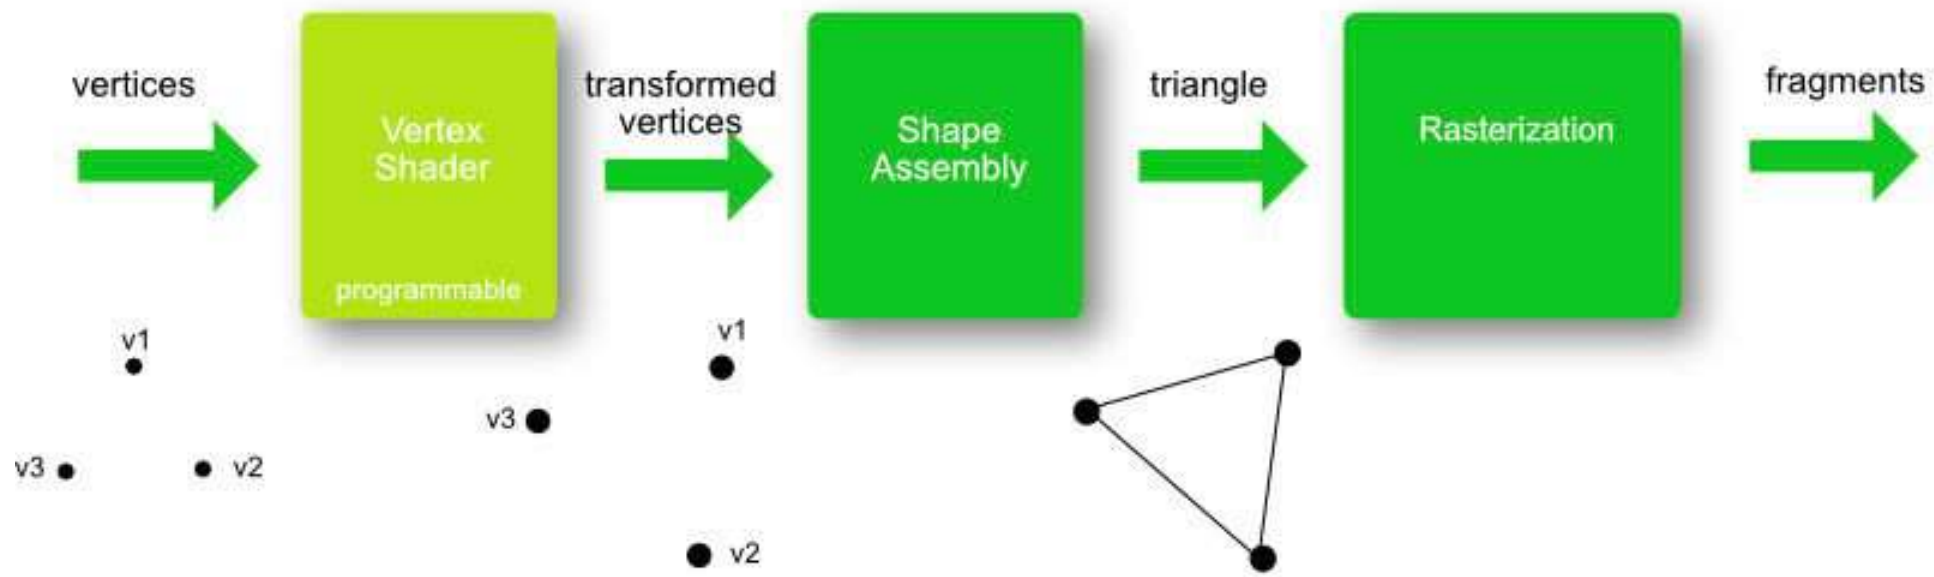 vertices
Vertex
Shader
programmable
transformed
vertices
Shape
Assembly
triangle
Rasterization
fragments
v1
v3
v2
v1
v3
v2